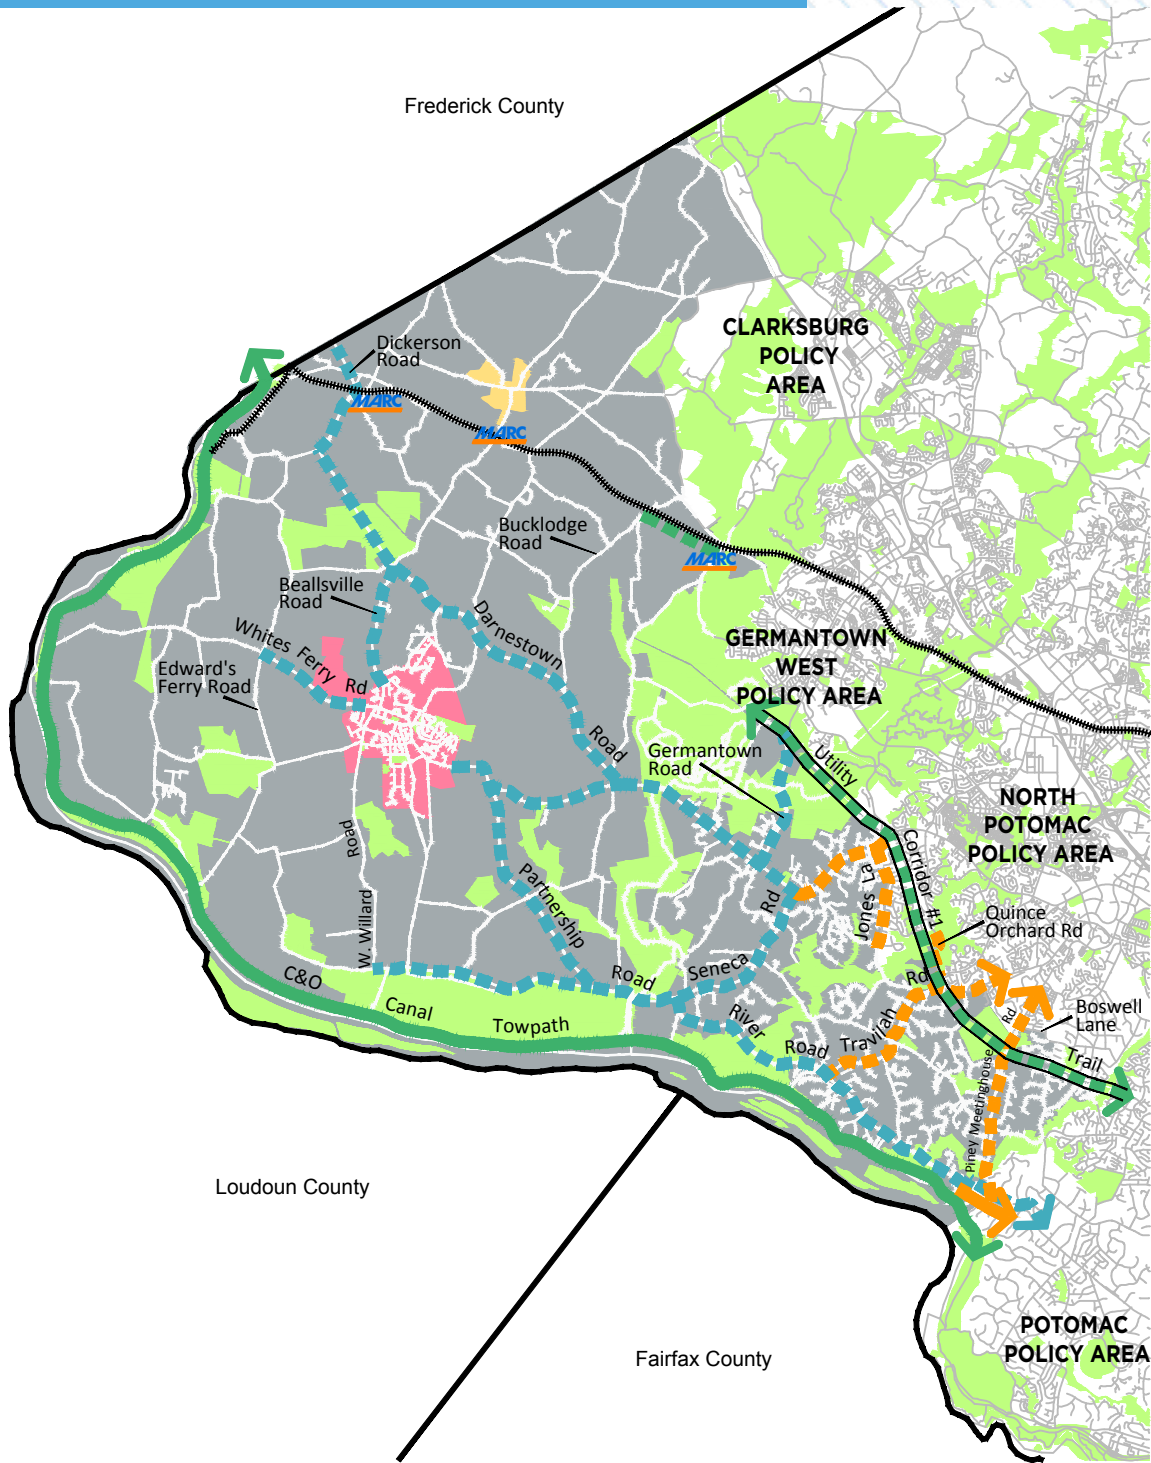 Frederick County
CLARKSBURG
POLICY
AREA
Dickerson
Road
MARC
MARC
Bucklodge
Road
MARC
Beallsville
Road
Darnestown
Road
Whites Ferry Rd
Edward's
Ferry Road
GERMANTOWN
WEST
POLICY AREA
Germantown
Road
Utility
Corridor #1
Trail
NORTH
POTOMAC
POLICY AREA
Road
W. Willard
Partnership
Road
Rd
Seneca
Jones La
Quince
Orchard Rd
C&O
Canal
Towpath
River
Road
Travilah
Rd
Rd
Piney Meetinghouse
Boswell
Lane
Loudoun County
Fairfax County
POTOMAC
POLICY AREA